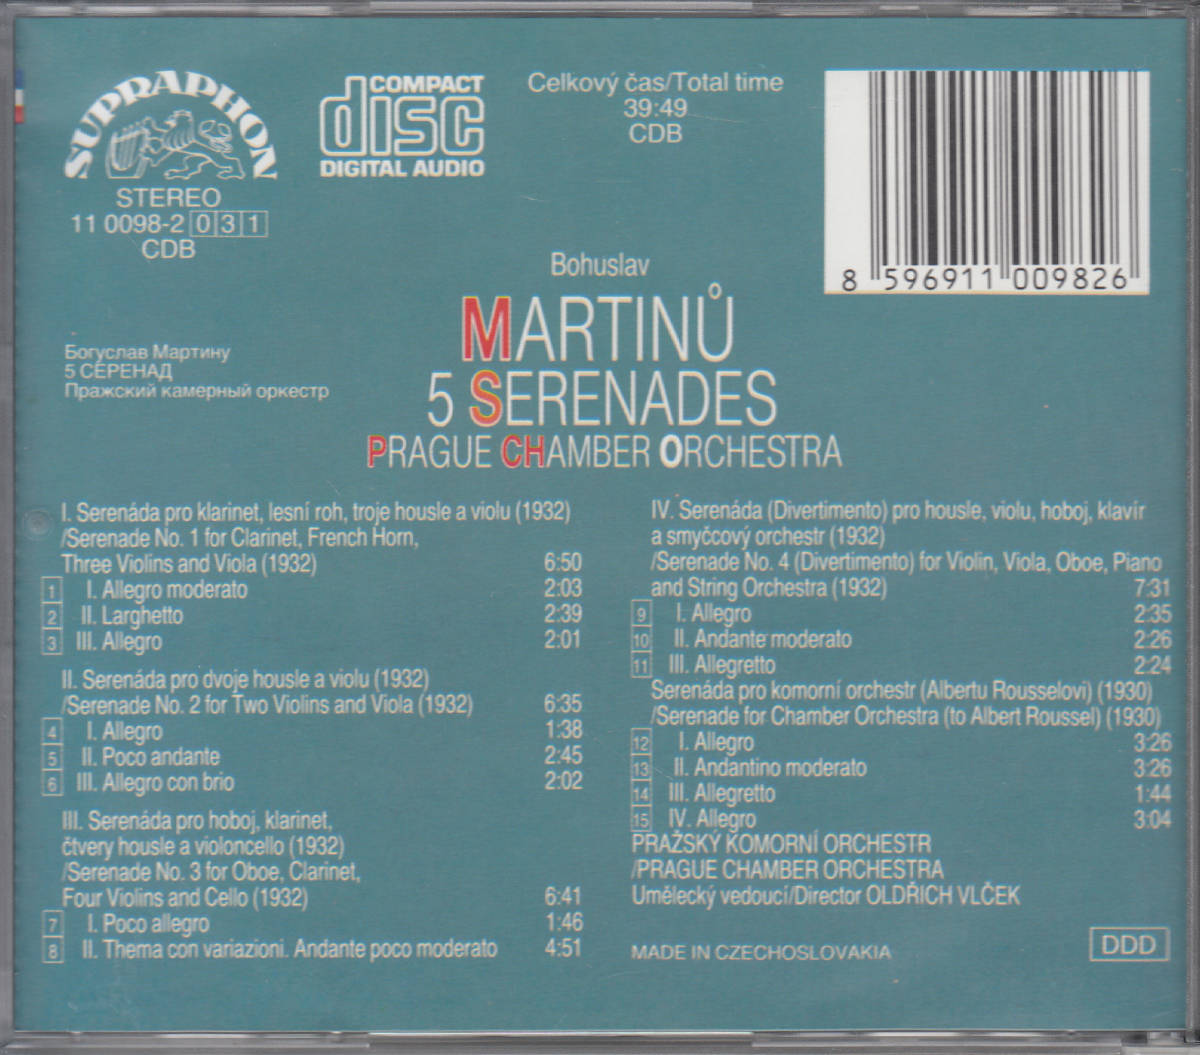 SUPRAPHON
STEREO
11 0098-2 031
CDB
COMPACT
disc
DIGITAL AUDIO
Celkový čas/Total time
39:49
CDB
8 596911 009826
Bohuslav
MARTINŮ
5 SERENADES
PRAGUE CHAMBER ORCHESTRA
Богуслав Мартину
5 СЕРЕНАД
Пражский камерный оркестр
I. Serenáda pro klarinet, lesní roh, troje housle a violu (1932)
/Serenade No. 1 for Clarinet, French Horn,
Three Violins and Viola (1932) 6:50
1 I. Allegro moderato 2:03
2 II. Larghetto 2:39
3 III. Allegro 2:01
II. Serenáda pro dvoje housle a violu (1932)
/Serenade No. 2 for Two Violins and Viola (1932) 6:35
4 I. Allegro 1:38
5 II. Poco andante 2:45
6 III. Allegro con brio 2:02
III. Serenáda pro hoboj, klarinet,
čtvery housle a violoncello (1932)
/Serenade No. 3 for Oboe, Clarinet,
Four Violins and Cello (1932) 6:41
7 I. Poco allegro 1:46
8 II. Thema con variazioni. Andante poco moderato 4:51
IV. Serenáda (Divertimento) pro housle, violu, hoboj, klavír
a smyčcový orchestr (1932)
/Serenade No. 4 (Divertimento) for Violin, Viola, Oboe, Piano
and String Orchestra (1932) 7:31
9 I. Allegro 2:35
10 II. Andante moderato 2:26
11 III. Allegretto 2:24
Serenáda pro komorní orchestr (Albertu Rousselovi) (1930)
/Serenade for Chamber Orchestra (to Albert Roussel) (1930)
12 I. Allegro 3:26
13 II. Andantino moderato 3:26
14 III. Allegretto 1:44
15 IV. Allegro 3:04
PRAŽSKÝ KOMORNÍ ORCHESTR
/PRAGUE CHAMBER ORCHESTRA
Umělecký vedoucí/Director OLDŘICH VLČEK
MADE IN CZECHOSLOVAKIA
DDD